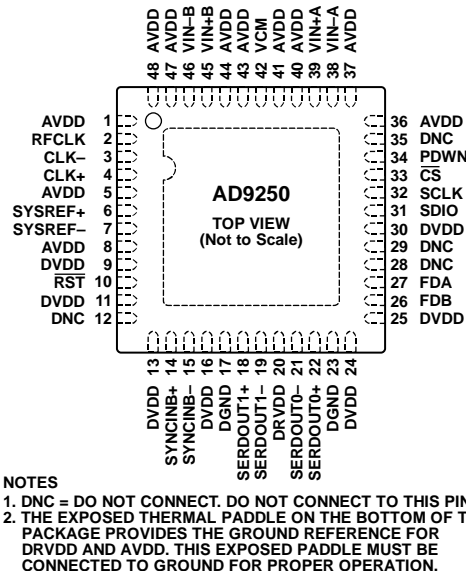 48 AVDD
47 AVDD
46 VIN–B
45 VIN+B
44 AVDD
43 AVDD
42 VCM
41 AVDD
40 AVDD
39 VIN+A
38 VIN–A
37 AVDD
AVDD 1
RFCLK 2
CLK– 3
CLK+ 4
AVDD 5
SYSREF+ 6
SYSREF– 7
AVDD 8
DVDD 9
RST 10
DVDD 11
DNC 12
AD9250
TOP VIEW
(Not to Scale)
36 AVDD
35 DNC
34 PDWN
33 CS
32 SCLK
31 SDIO
30 DVDD
29 DNC
28 DNC
27 FDA
26 FDB
25 DVDD
DVDD 13
SYNCINB+ 14
SYNCINB– 15
DVDD 16
DGND 17
SERDOUT1+ 18
SERDOUT1– 19
DRVDD 20
SERDOUT0– 21
SERDOUT0+ 22
DGND 23
DVDD 24
NOTES
1. DNC = DO NOT CONNECT. DO NOT CONNECT TO THIS PIN
2. THE EXPOSED THERMAL PADDLE ON THE BOTTOM OF T
PACKAGE PROVIDES THE GROUND REFERENCE FOR
DRVDD AND AVDD. THIS EXPOSED PADDLE MUST BE
CONNECTED TO GROUND FOR PROPER OPERATION.